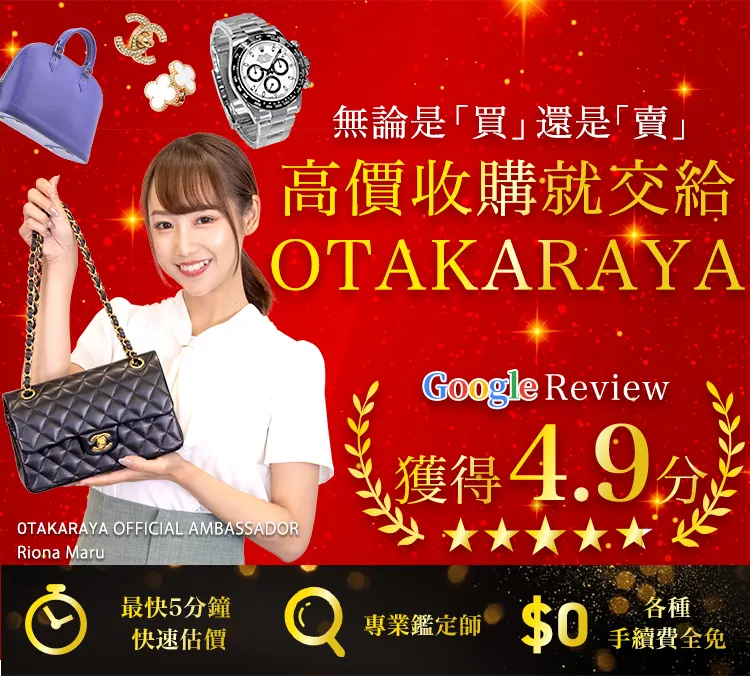 無論是「買」還是「賣」
高價收購就交給
OTAKARAYA
Google Review
獲得4.9分
OTAKARAYA OFFICIAL AMBASSADOR
Riona Maru
最快5分鐘
快速估價
專業鑑定師
$0
各種
手續費全免